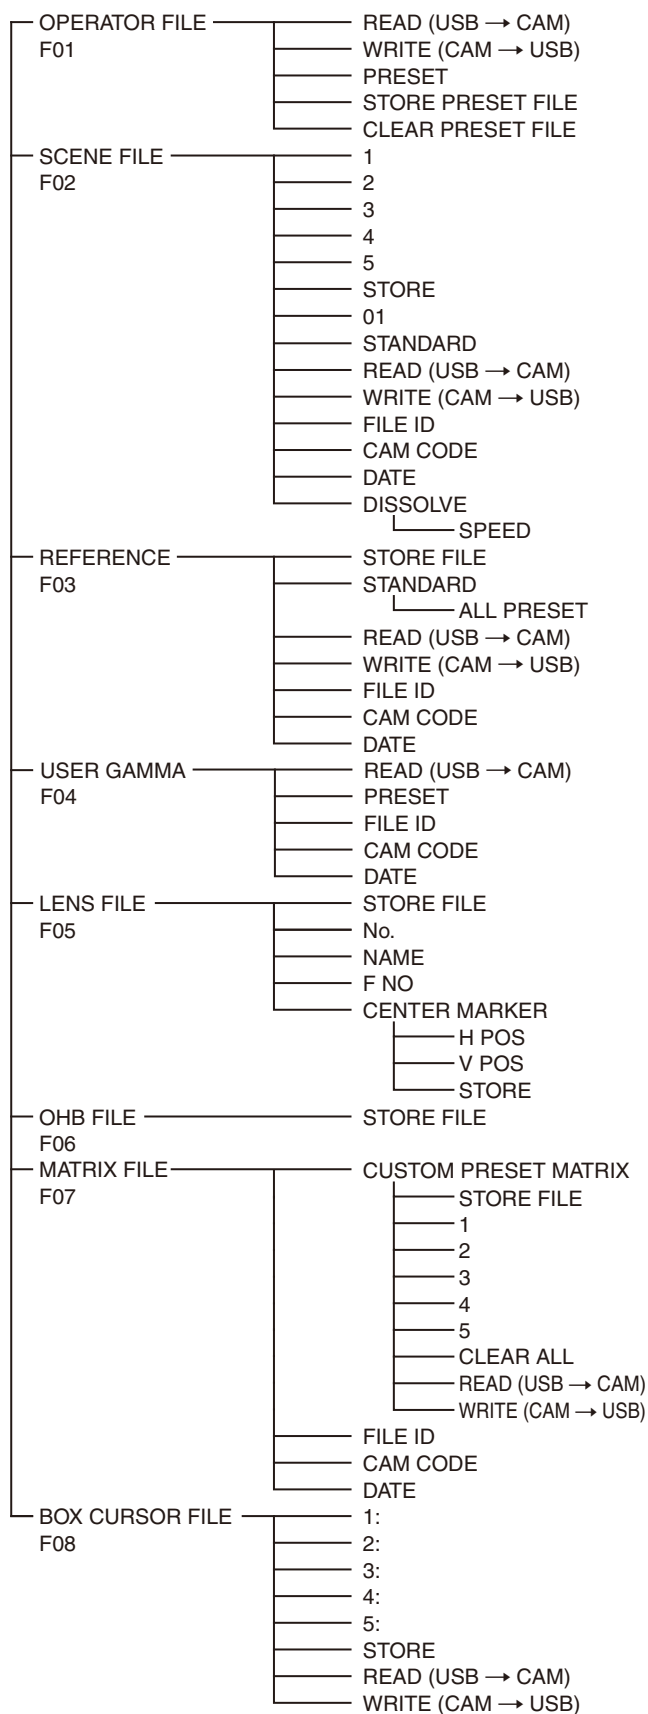 OPERATOR FILE
F01
READ (USB → CAM)
WRITE (CAM → USB)
PRESET
STORE PRESET FILE
CLEAR PRESET FILE
SCENE FILE
F02
1
2
3
4
5
STORE
01
STANDARD
READ (USB → CAM)
WRITE (CAM → USB)
FILE ID
CAM CODE
DATE
DISSOLVE
SPEED
REFERENCE
F03
STORE FILE
STANDARD
ALL PRESET
READ (USB → CAM)
WRITE (CAM → USB)
FILE ID
CAM CODE
DATE
USER GAMMA
F04
READ (USB → CAM)
PRESET
FILE ID
CAM CODE
DATE
LENS FILE
F05
STORE FILE
No.
NAME
F NO
CENTER MARKER
H POS
V POS
STORE
OHB FILE
F06
STORE FILE
MATRIX FILE
F07
CUSTOM PRESET MATRIX
STORE FILE
1
2
3
4
5
CLEAR ALL
READ (USB → CAM)
WRITE (CAM → USB)
FILE ID
CAM CODE
DATE
BOX CURSOR FILE
F08
1:
2:
3:
4:
5:
STORE
READ (USB → CAM)
WRITE (CAM → USB)